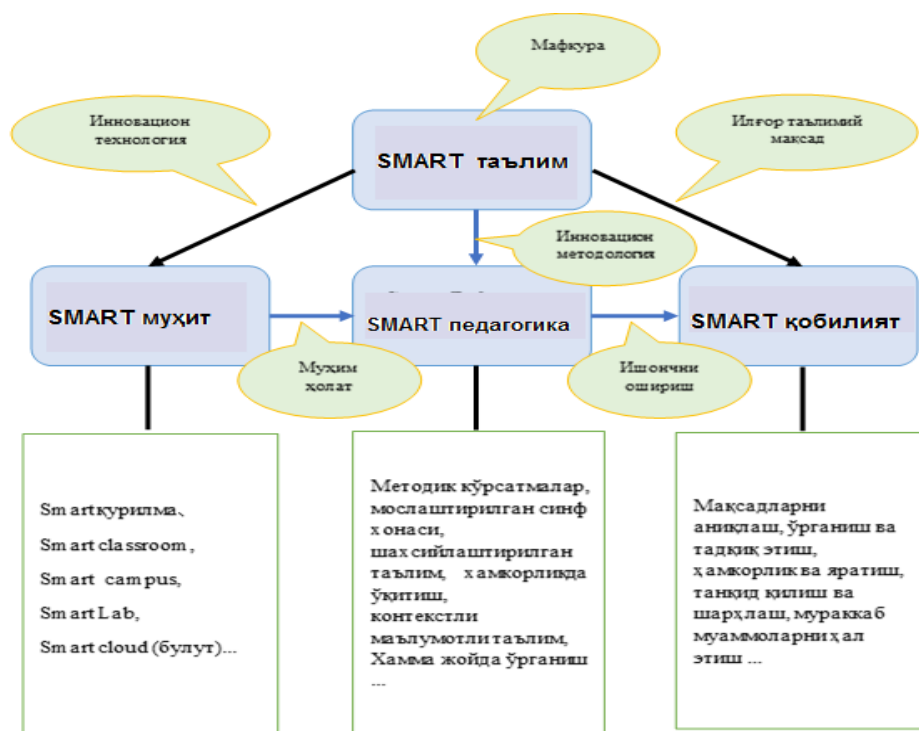 Мафкура
Инновацион
технология
Илғор таълимий
мақсад
SMART таълим
Инновацион
методология
SMART муҳит
SMART педагогика
SMART қобилият
Муҳим
ҳолат
Ишончни
ошириш
Smartқурилма、
Smart classroom,
Smart campus,
Smart Lab,
Smart cloud (булут)...
Методик кўрсатмалар,
мослаштирилган синф
хонаси,
шахсийлаштирилган
таълим, хамкорликда
ўқитиш,
контекстли
маълумотли таълим,
Хамма жойда ўрганиш
...
Мақсадларни
аниқлаш, ўрганиш ва
тадқиқ этиш,
ҳамкорлик ва яратиш,
танқид қилиш ва
шарҳлаш, мураккаб
муаммоларни ҳал
этиш ...